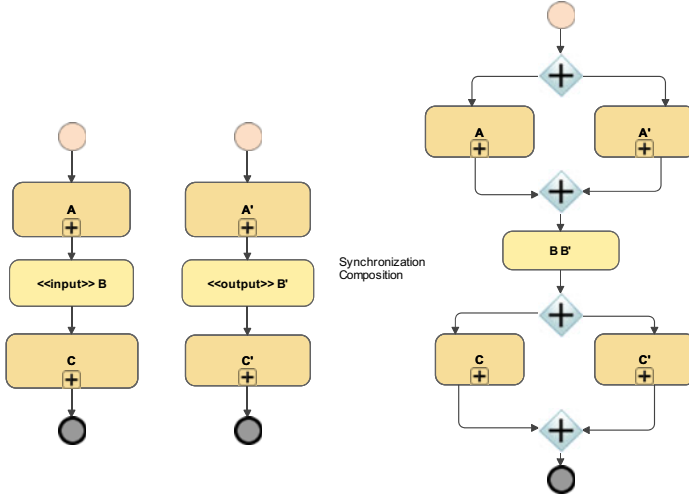 A
<<input>> B
C
A'
<<output>> B'
C'
Synchronization
Composition
A
A'
B B'
C
C'